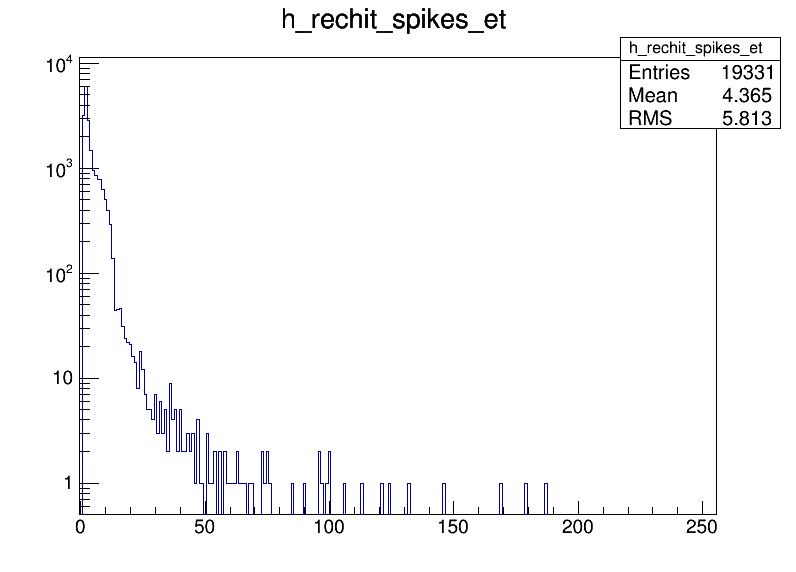 h_rechit_spikes_et
h_rechit_spikes_et
Entries 19331
Mean 4.365
RMS 5.813
10^4
10^3
10^2
10
1
0 50 100 150 200 250